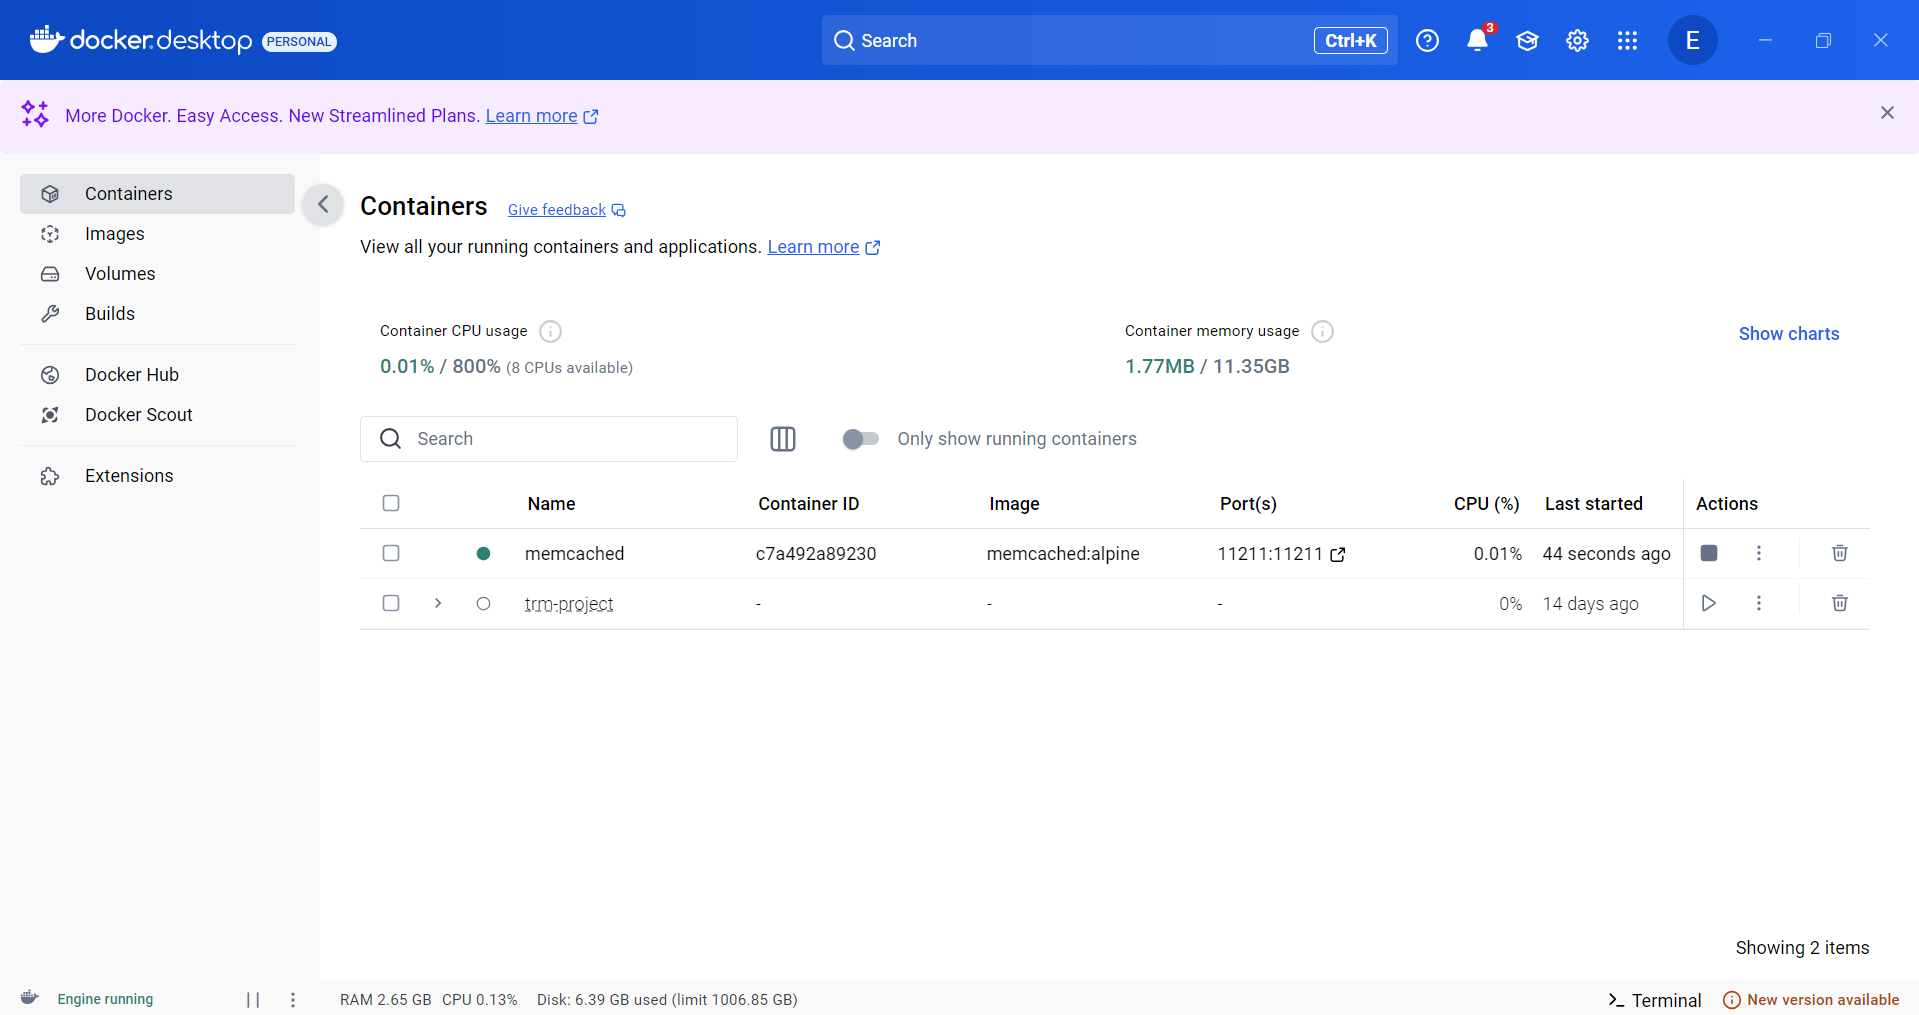 docker.desktop PERSONAL
Search Ctrl+K
3
E
More Docker. Easy Access. New Streamlined Plans. Learn more
Containers
Images
Volumes
Builds
Docker Hub
Docker Scout
Extensions
Containers Give feedback
View all your running containers and applications. Learn more
Container CPU usage
0.01% / 800% (8 CPUs available)
Container memory usage
1.77MB / 11.35GB
Show charts
Search
Only show running containers
Name Container ID Image Port(s) CPU (%) Last started Actions
memcached c7a492a89230 memcached:alpine 11211:11211 0.01% 44 seconds ago
trm-project - - - 0% 14 days ago
Showing 2 items
Engine running
RAM 2.65 GB CPU 0.13% Disk: 6.39 GB used (limit 1006.85 GB)
Terminal
New version available